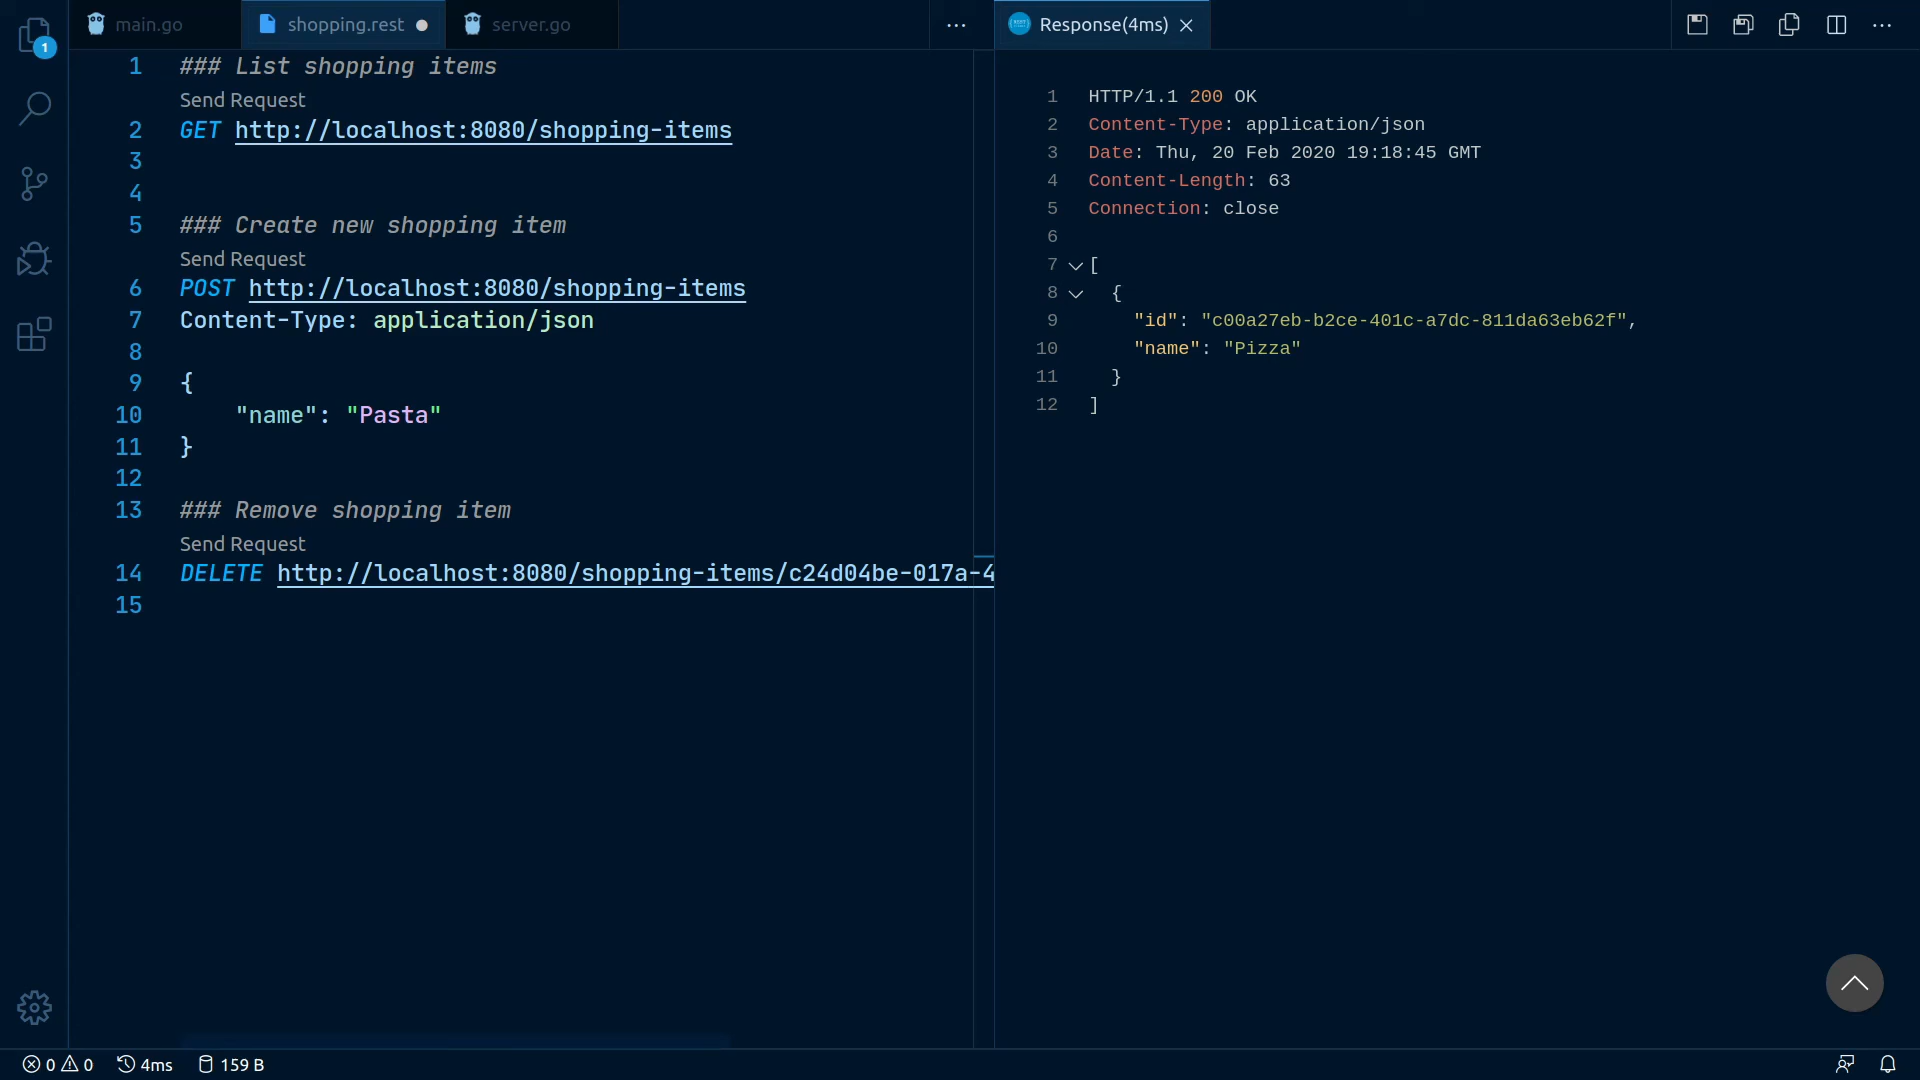 1
main.go
shopping.rest
server.go
Response(4ms)
1 ### List shopping items
Send Request
2 GET http://localhost:8080/shopping-items
3
4
5 ### Create new shopping item
Send Request
6 POST http://localhost:8080/shopping-items
7 Content-Type: application/json
8
9 {
10 "name": "Pasta"
11 }
12
13 ### Remove shopping item
Send Request
14 DELETE http://localhost:8080/shopping-items/c24d04be-017a-4
15
1 HTTP/1.1 200 OK
2 Content-Type: application/json
3 Date: Thu, 20 Feb 2020 19:18:45 GMT
4 Content-Length: 63
5 Connection: close
6
7 [
8 {
9 "id": "c00a27eb-b2ce-401c-a7dc-811da63eb62f",
10 "name": "Pizza"
11 }
12 ]
0 0 4ms 159 B